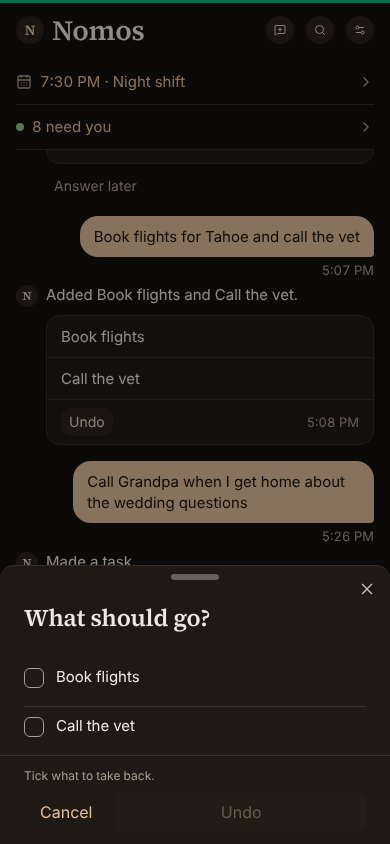 N Nomos
7:30 PM · Night shift
8 need you
Answer later
Book flights for Tahoe and call the vet
5:07 PM
N Added Book flights and Call the vet.
Book flights
Call the vet
Undo 5:08 PM
Call Grandpa when I get home about
the wedding questions
5:26 PM
N Made a task
What should go?
Book flights
Call the vet
Tick what to take back.
Cancel Undo